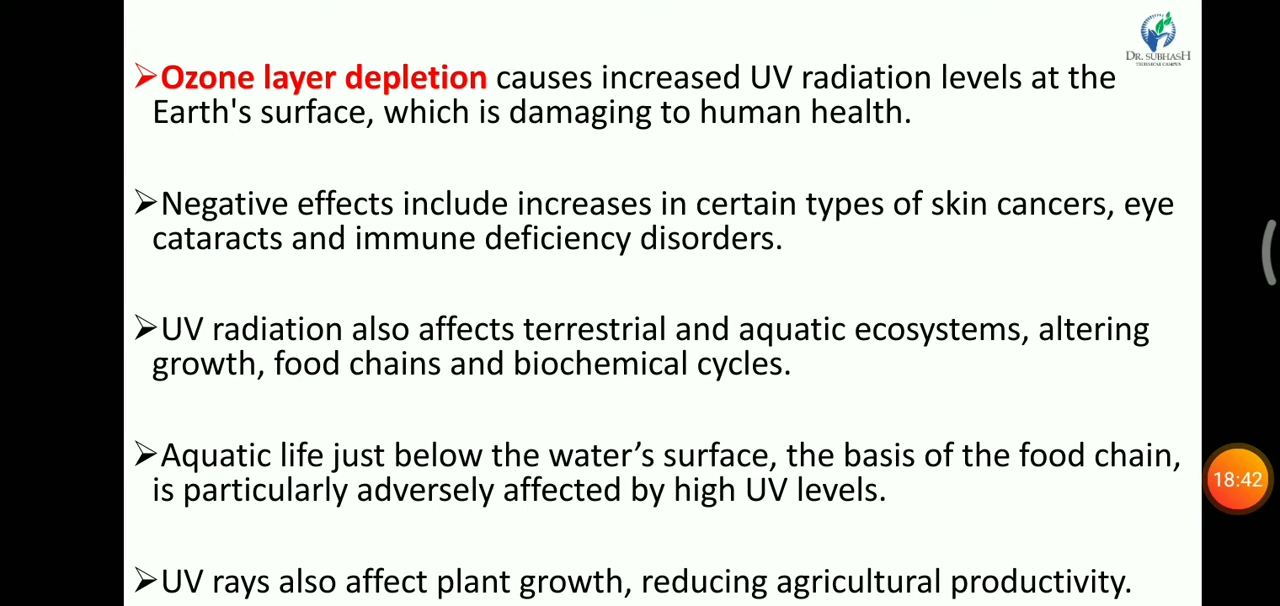 DR. SUBHASH
TECHNICAL CAMPUS
➢Ozone layer depletion causes increased UV radiation levels at the
Earth's surface, which is damaging to human health.
➢Negative effects include increases in certain types of skin cancers, eye
cataracts and immune deficiency disorders.
➢UV radiation also affects terrestrial and aquatic ecosystems, altering
growth, food chains and biochemical cycles.
➢Aquatic life just below the water’s surface, the basis of the food chain,
is particularly adversely affected by high UV levels.
18:42
➢UV rays also affect plant growth, reducing agricultural productivity.